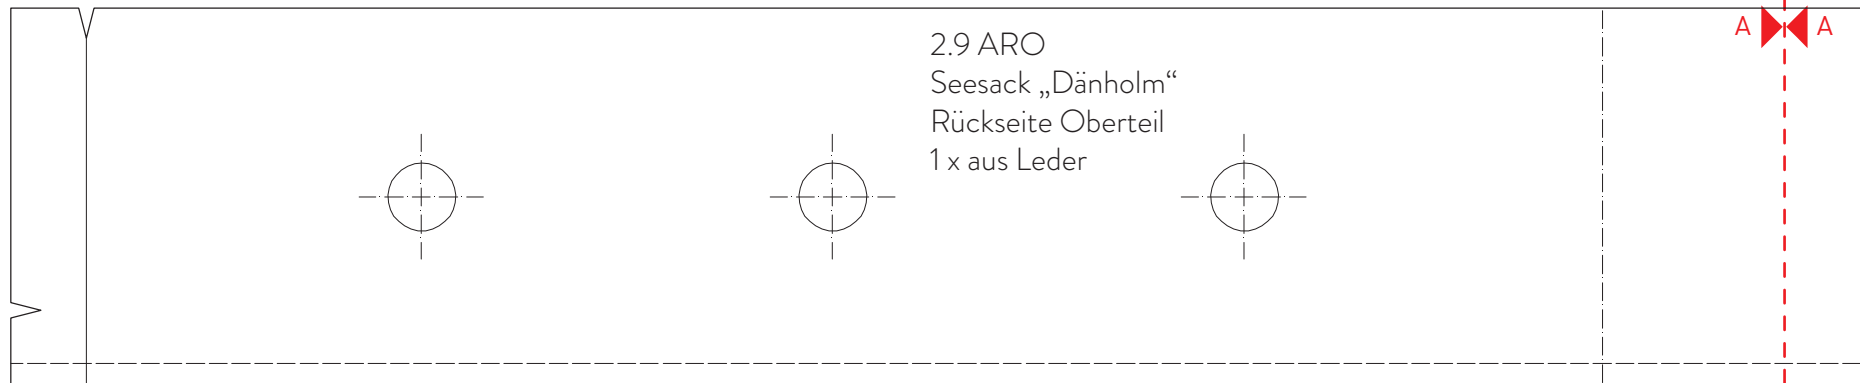 2.9 ARO
Seesack „Dänholm“
Rückseite Oberteil
1 x aus Leder
A A